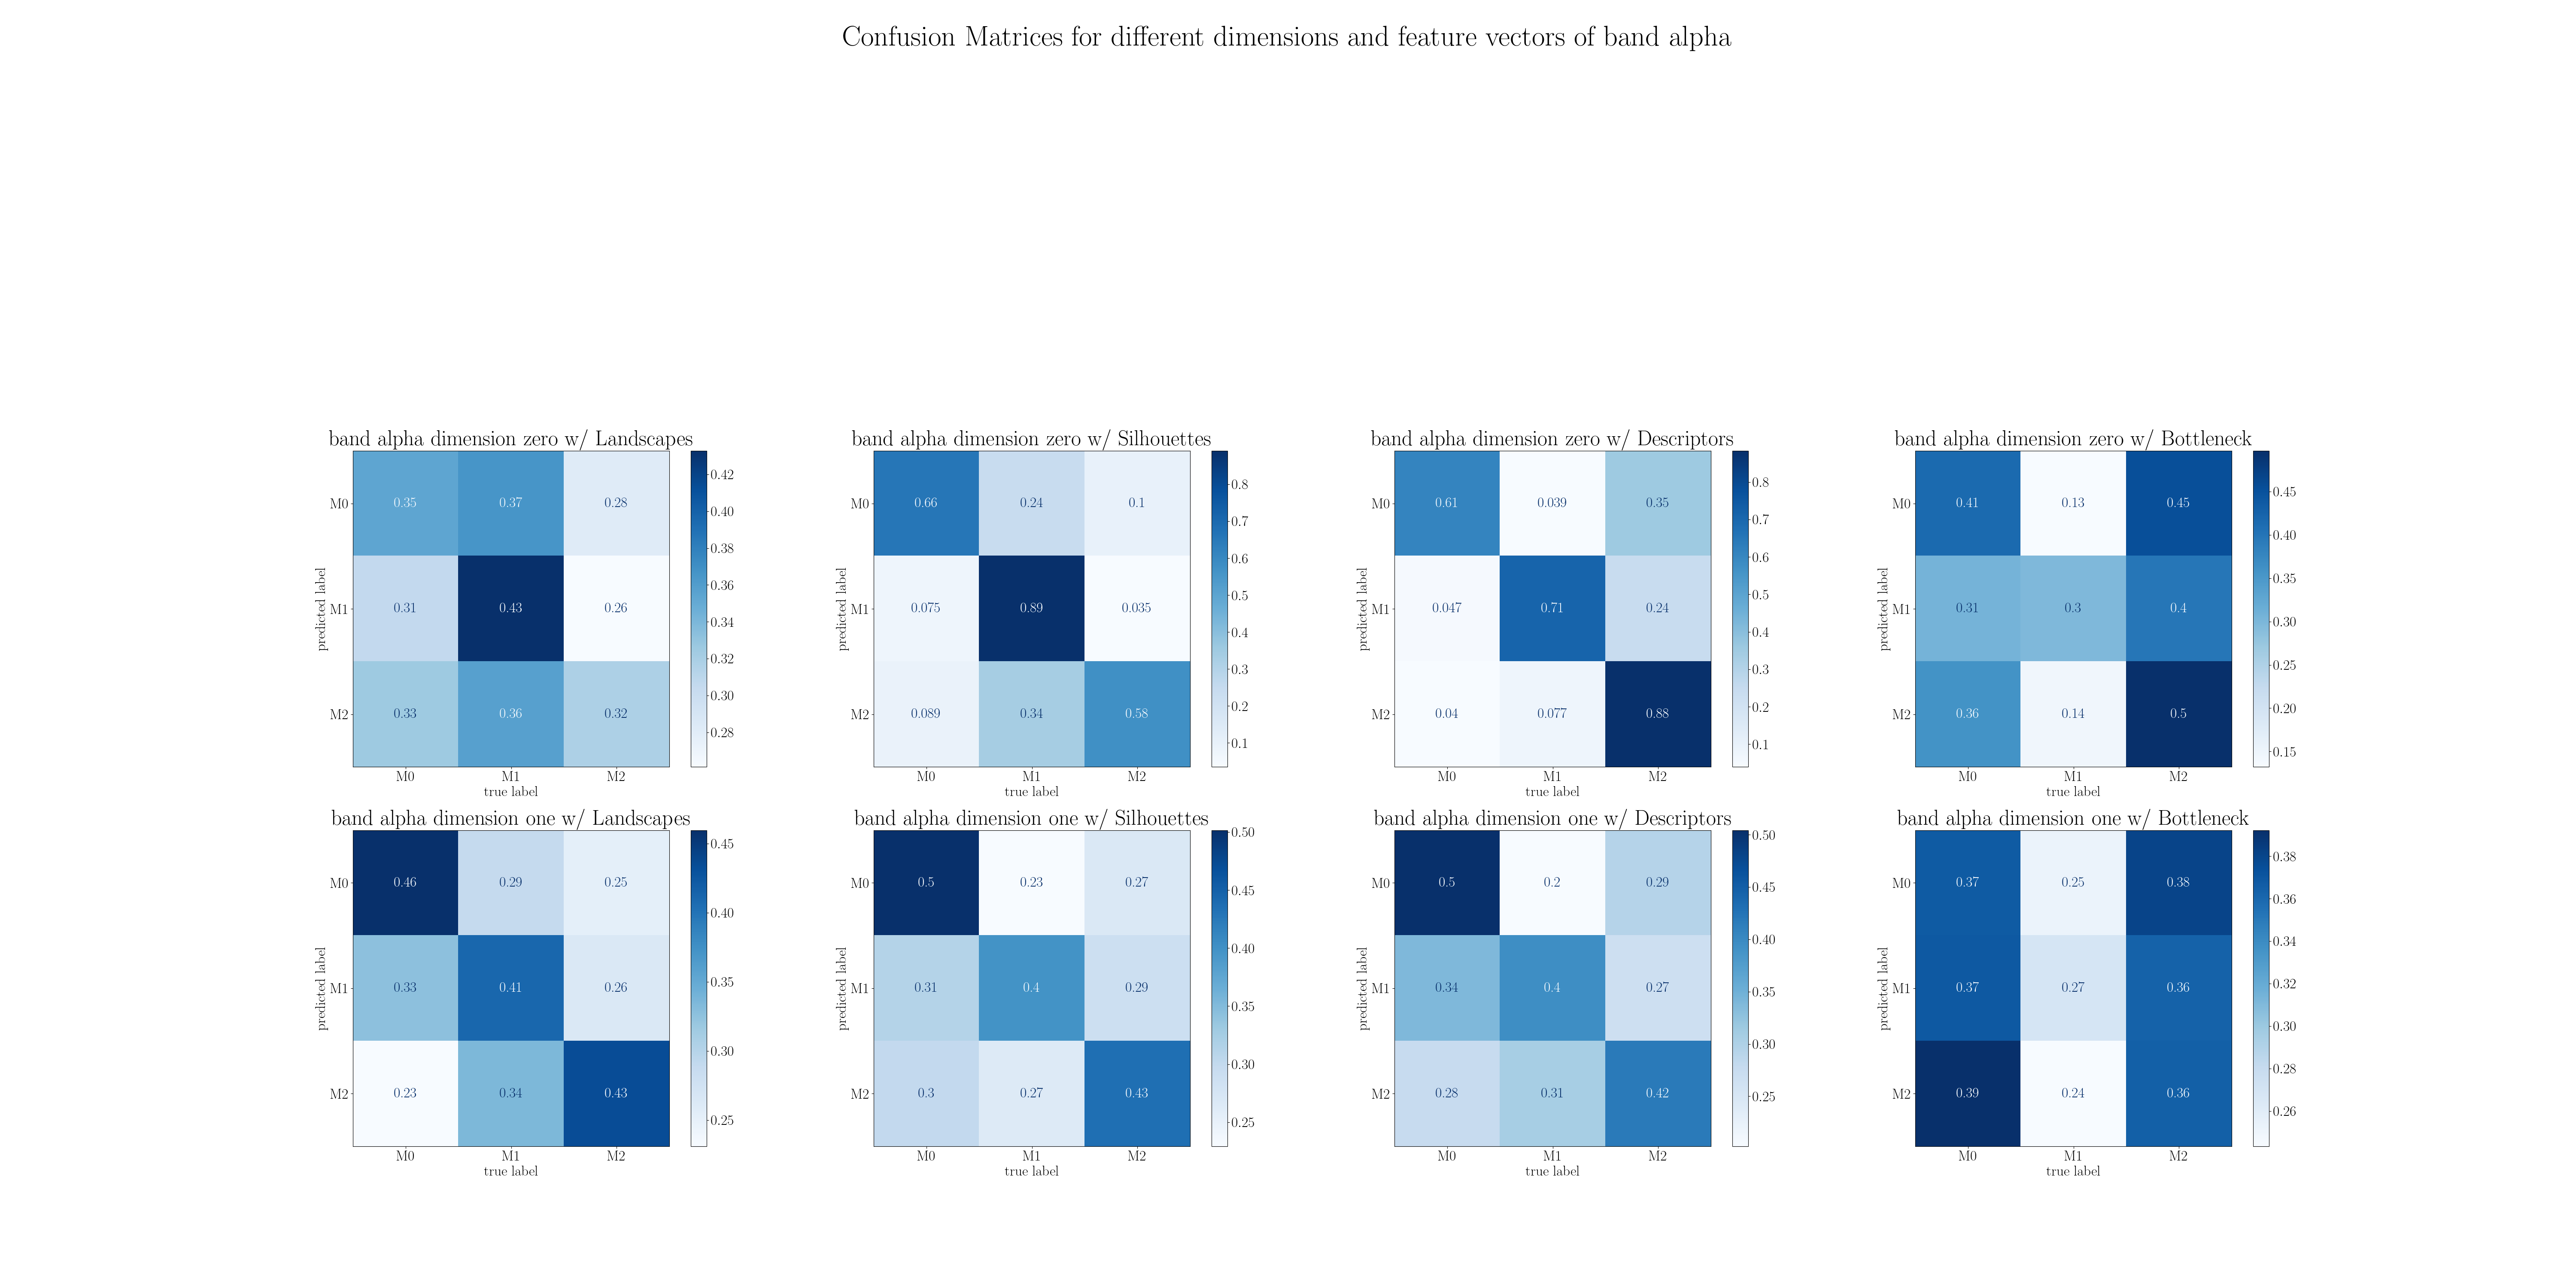 Confusion Matrices for different dimensions and feature vectors of band alpha
band alpha dimension zero w/ Landscapes
predicted label
M0 0.35 0.37 0.28
M1 0.31 0.43 0.26
M2 0.33 0.36 0.32
M0 M1 M2
true label
0.42
0.40
0.38
0.36
0.34
0.32
0.30
0.28
band alpha dimension zero w/ Silhouettes
predicted label
M0 0.66 0.24 0.1
M1 0.075 0.89 0.035
M2 0.089 0.34 0.58
M0 M1 M2
true label
0.8
0.7
0.6
0.5
0.4
0.3
0.2
0.1
band alpha dimension zero w/ Descriptors
predicted label
M0 0.61 0.039 0.35
M1 0.047 0.71 0.24
M2 0.04 0.077 0.88
M0 M1 M2
true label
0.8
0.7
0.6
0.5
0.4
0.3
0.2
0.1
band alpha dimension zero w/ Bottleneck
predicted label
M0 0.41 0.13 0.45
M1 0.31 0.3 0.4
M2 0.36 0.14 0.5
M0 M1 M2
true label
0.45
0.40
0.35
0.30
0.25
0.20
0.15
band alpha dimension one w/ Landscapes
predicted label
M0 0.46 0.29 0.25
M1 0.33 0.41 0.26
M2 0.23 0.34 0.43
M0 M1 M2
true label
0.45
0.40
0.35
0.30
0.25
band alpha dimension one w/ Silhouettes
predicted label
M0 0.5 0.23 0.27
M1 0.31 0.4 0.29
M2 0.3 0.27 0.43
M0 M1 M2
true label
0.50
0.45
0.40
0.35
0.30
0.25
band alpha dimension one w/ Descriptors
predicted label
M0 0.5 0.2 0.29
M1 0.34 0.4 0.27
M2 0.28 0.31 0.42
M0 M1 M2
true label
0.50
0.45
0.40
0.35
0.30
0.25
band alpha dimension one w/ Bottleneck
predicted label
M0 0.37 0.25 0.38
M1 0.37 0.27 0.36
M2 0.39 0.24 0.36
M0 M1 M2
true label
0.38
0.36
0.34
0.32
0.30
0.28
0.26